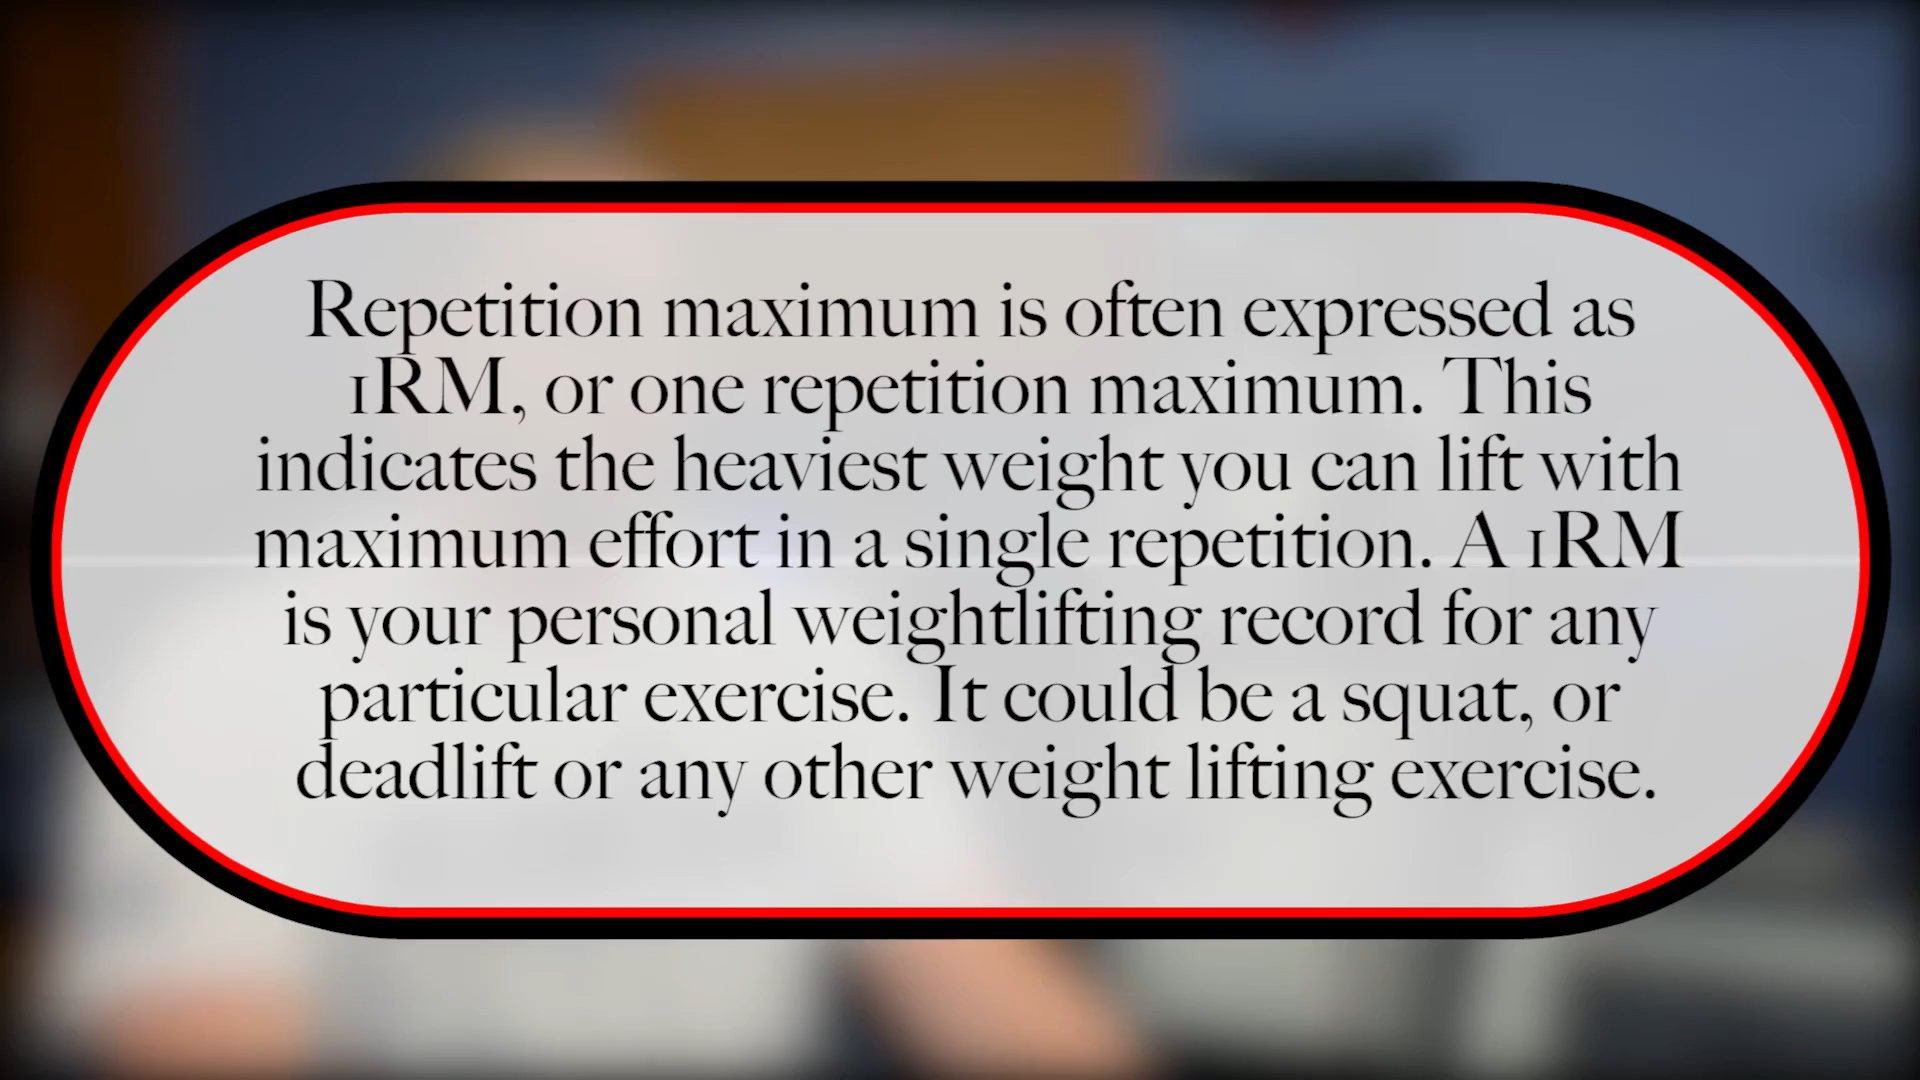 Repetition maximum is often expressed as
1RM, or one repetition maximum. This
indicates the heaviest weight you can lift with
maximum effort in a single repetition. A 1RM
is your personal weightlifting record for any
particular exercise. It could be a squat, or
deadlift or any other weight lifting exercise.